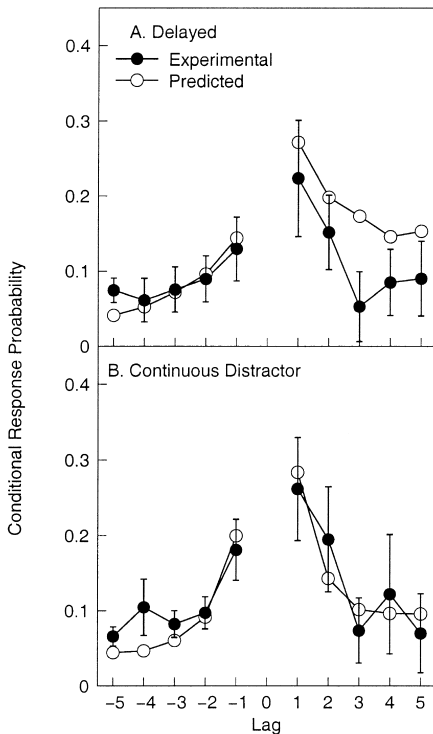 A. Delayed
Experimental
Predicted
0.4
0.3
0.2
0.1
0
B. Continuous Distractor
0.4
0.3
0.2
0.1
0
−5 −4 −3 −2 −1 0 1 2 3 4 5
Lag
Conditional Response Proabability